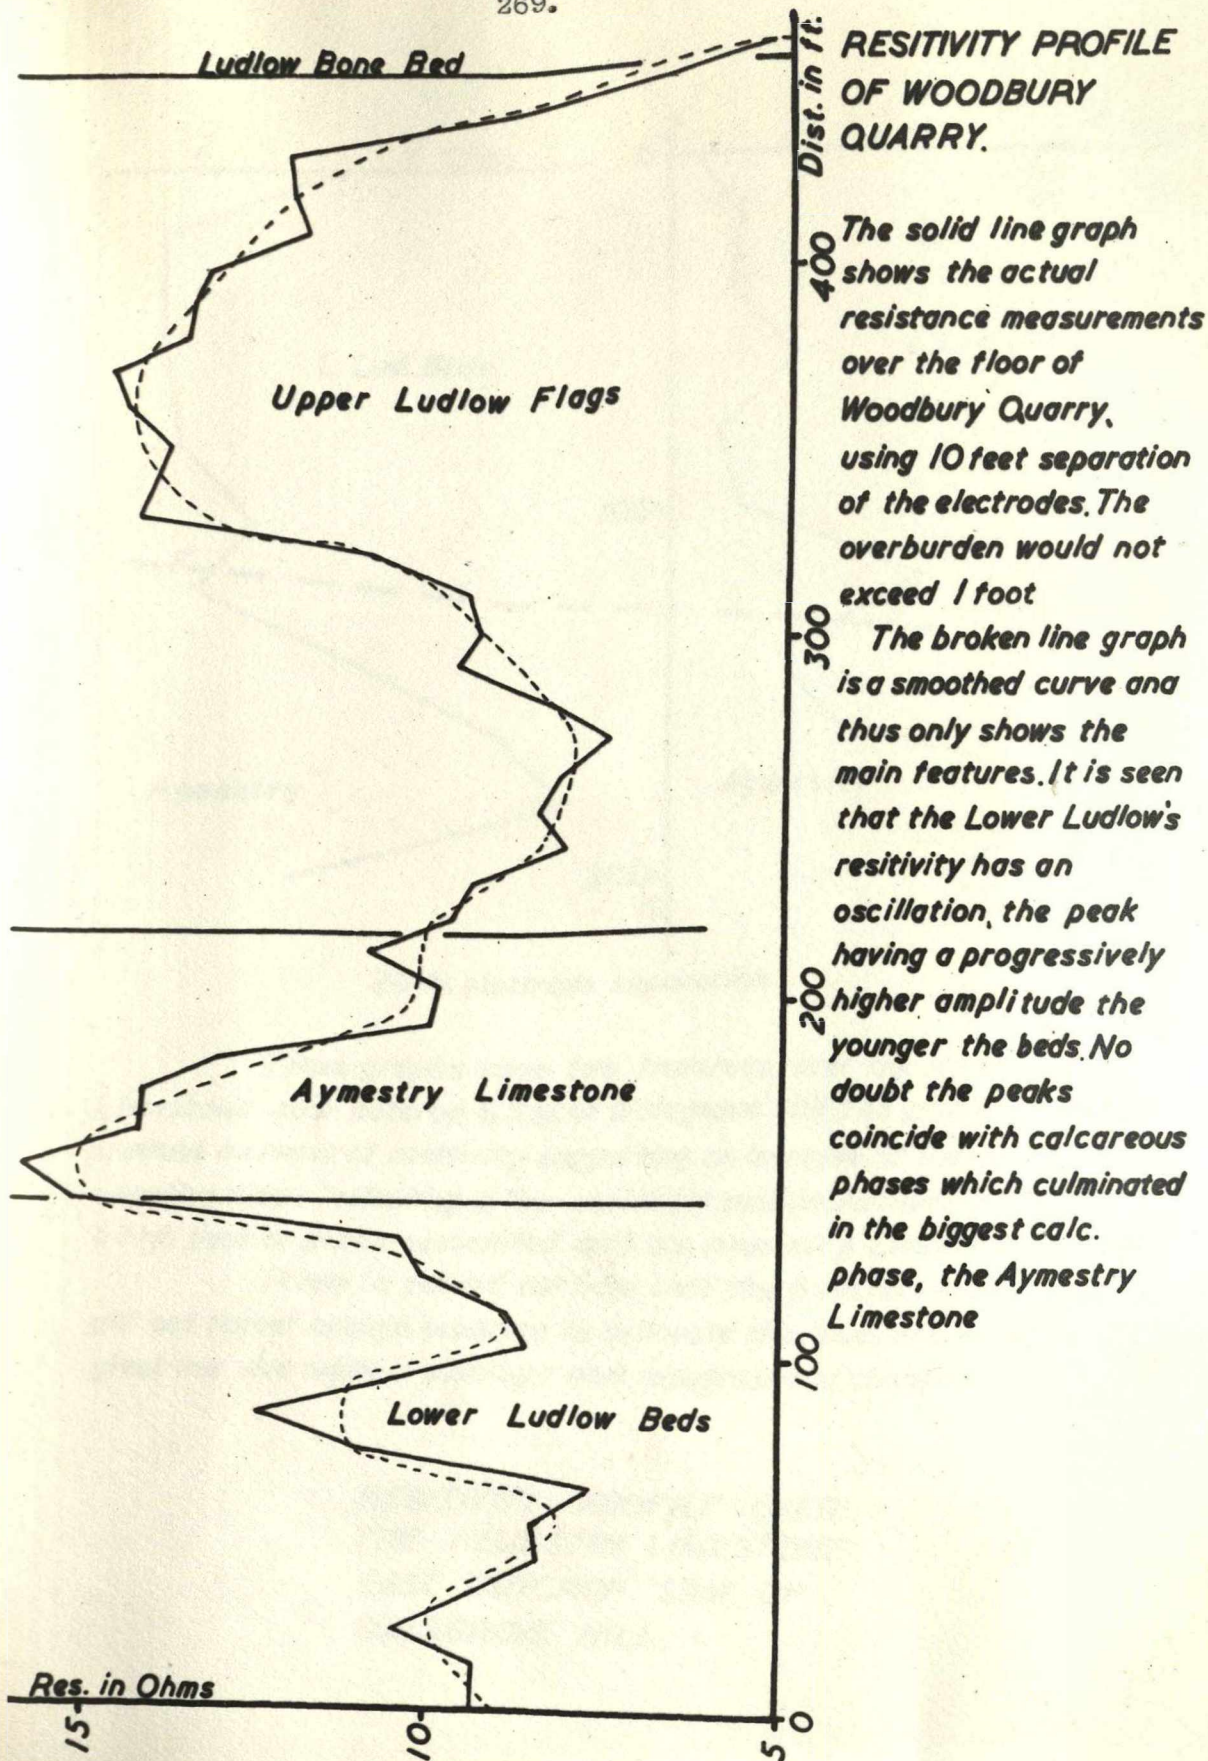 269.
Ludlow Bone Bed
Dist. in ft.
RESITIVITY PROFILE
OF WOODBURY
QUARRY.
The solid line graph
shows the actual
resistance measurements
over the floor of
Woodbury Quarry,
using 10 feet separation
of the electrodes. The
overburden would not
exceed 1 foot
The broken line graph
is a smoothed curve and
thus only shows the
main features. It is seen
that the Lower Ludlow's
resitivity has an
oscillation, the peak
having a progressively
higher amplitude the
younger the beds. No
doubt the peaks
coincide with calcareous
phases which culminated
in the biggest calc.
phase, the Aymestry
Limestone
400
300
200
100
0
Upper Ludlow Flags
Aymestry Limestone
Lower Ludlow Beds
Res. in Ohms
15
10
5